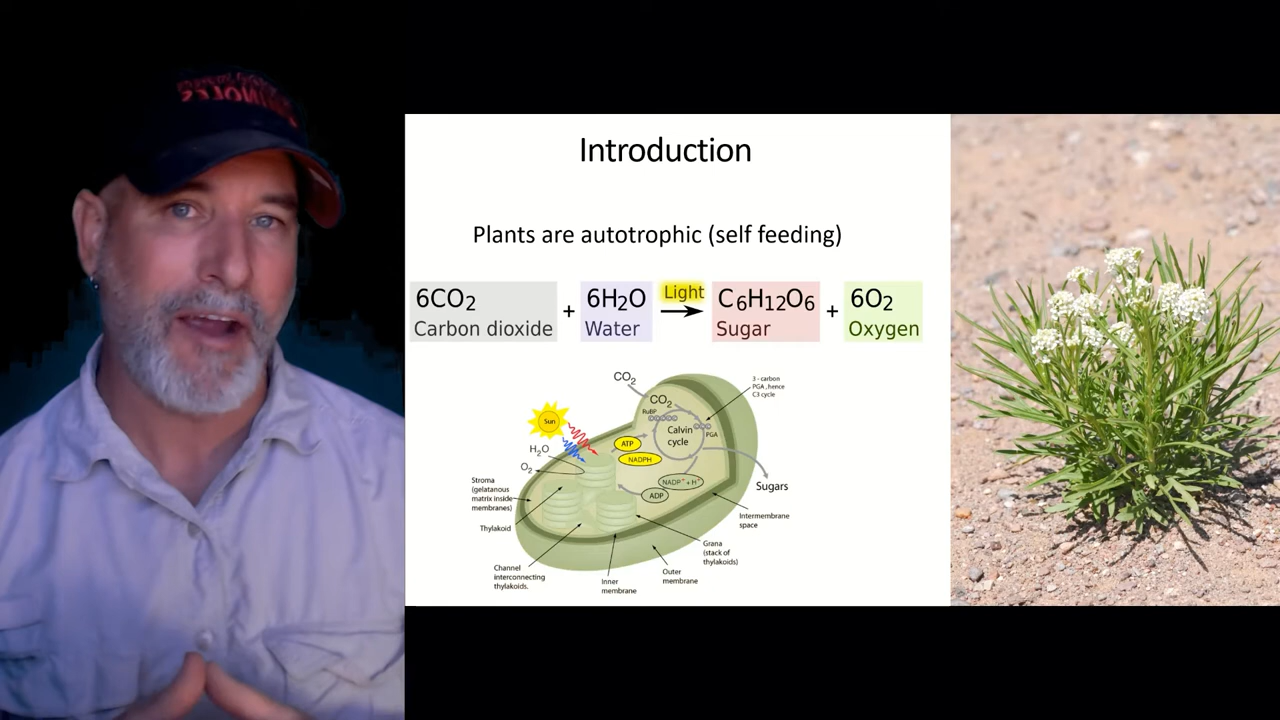 Introduction
Plants are autotrophic (self feeding)
6CO2 + 6H2O Light C6H12O6 + 6O2
Carbon dioxide Water Sugar Oxygen
CO2
3 - carbon
PGA , hence
C3 cycle
CO2
RuBP
Sun
Calvin
cycle
PGA
ATP
H2O
NADPH
O2
NADP+ + H+
Stroma
(gelatanous
matrix inside
membranes)
ADP
Sugars
Thylakoid
Intermembrane
space
Grana
(stack of
thylakoids)
Channel
interconnecting
thylakoids.
Outer
membrane
Inner
membrane